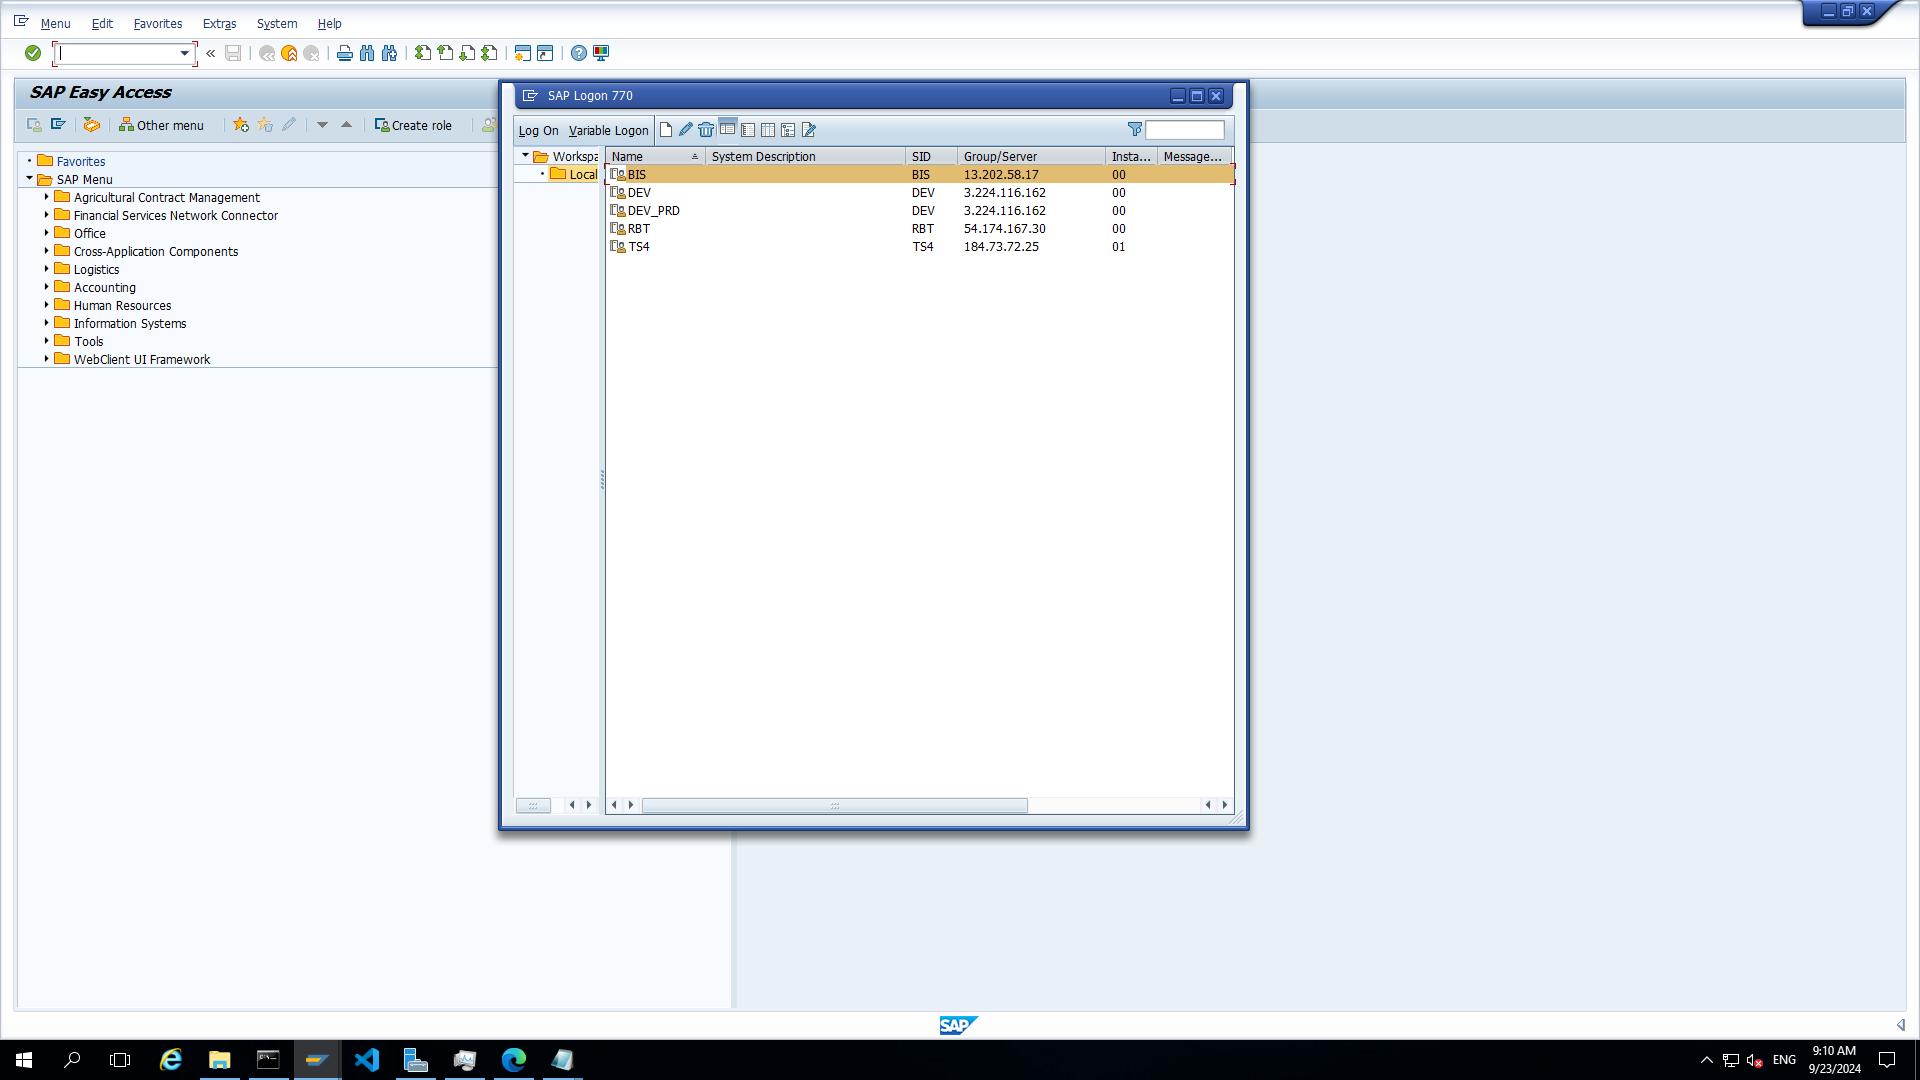 Menu Edit Favorites Extras System Help
SAP Easy Access
Other menu Create role
Favorites
SAP Menu
Agricultural Contract Management
Financial Services Network Connector
Office
Cross-Application Components
Logistics
Accounting
Human Resources
Information Systems
Tools
WebClient UI Framework
SAP Logon 770
Log On Variable Logon
Workspa
Local
Name System Description SID Group/Server Insta... Message...
BIS BIS 13.202.58.17 00
DEV DEV 3.224.116.162 00
DEV_PRD DEV 3.224.116.162 00
RBT RBT 54.174.167.30 00
TS4 TS4 184.73.72.25 01
SAP
ENG
9:10 AM
9/23/2024